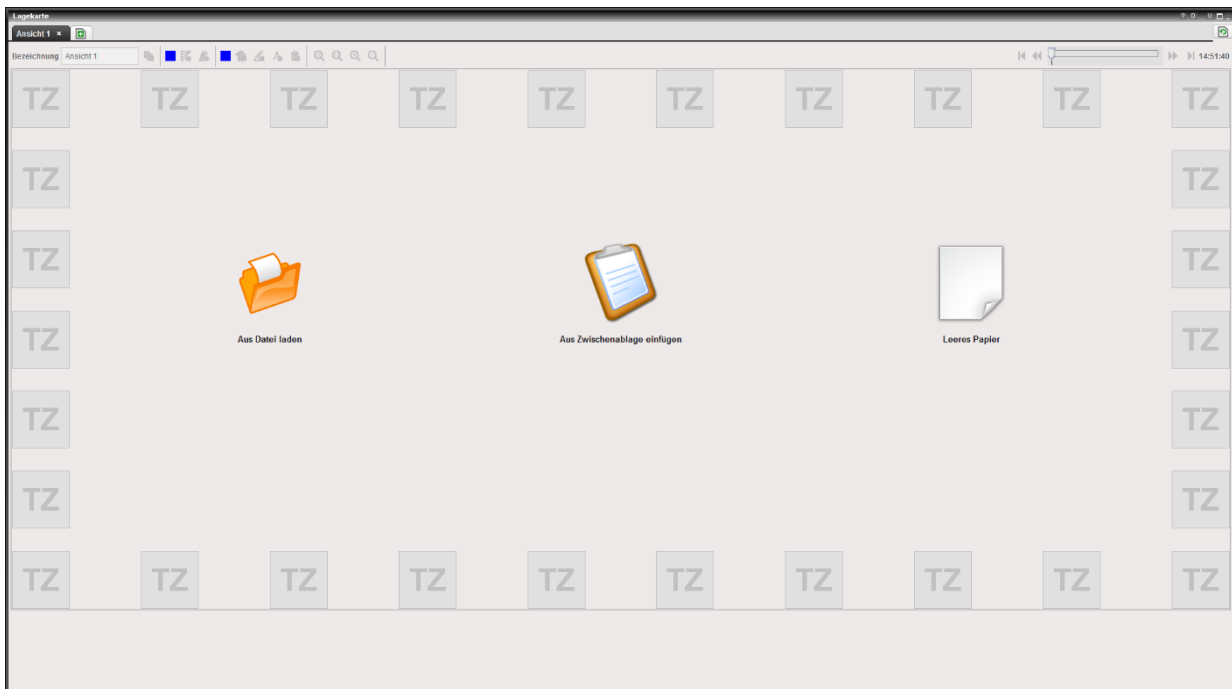 Lagekarte
Ansicht 1
Bezeichnung Ansicht 1 14:51:40
TZ TZ TZ TZ TZ TZ TZ TZ TZ TZ
TZ TZ
TZ TZ
Aus Datei laden Aus Zwischenablage einfügen Leeres Papier
TZ TZ
TZ TZ
TZ TZ
TZ TZ TZ TZ TZ TZ TZ TZ TZ TZ